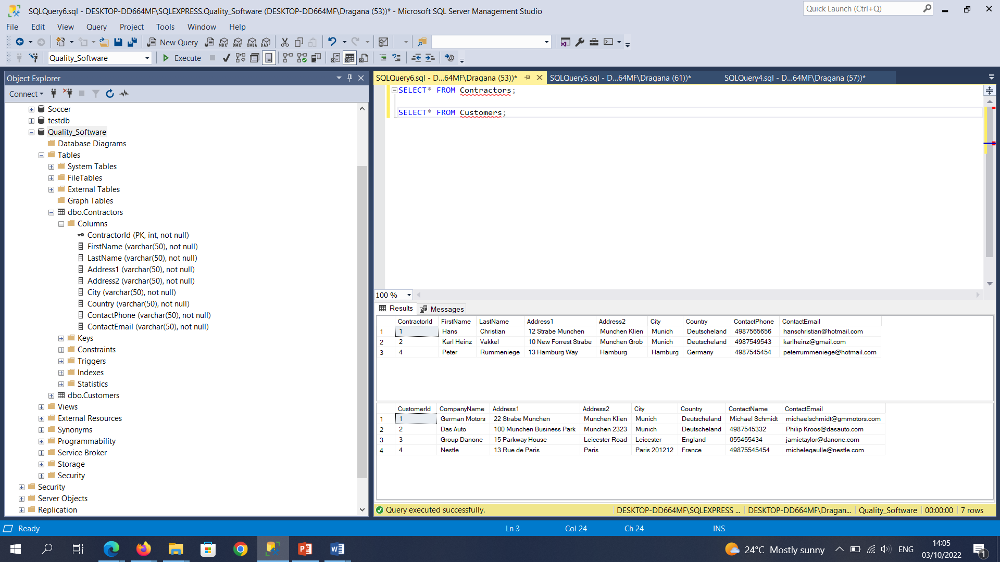 SQLQuery6.sql - DESKTOP-DD664MF\SQLEXPRESS.Quality_Software (DESKTOP-DD664MF\Dragana (53))* - Microsoft SQL Server Management Studio
Quick Launch (Ctrl+Q)
File Edit View Query Project Tools Window Help
New Query MDX DMX XMLA DAX
Quality_Software Execute
Object Explorer
Connect
Soccer
testdb
Quality_Software
Database Diagrams
Tables
System Tables
FileTables
External Tables
Graph Tables
dbo.Contractors
Columns
ContractorId (PK, int, not null)
FirstName (varchar(50), not null)
LastName (varchar(50), not null)
Address1 (varchar(50), not null)
Address2 (varchar(50), not null)
City (varchar(50), not null)
Country (varchar(50), not null)
ContactPhone (varchar(50), not null)
ContactEmail (varchar(50), not null)
Keys
Constraints
Triggers
Indexes
Statistics
dbo.Customers
Views
External Resources
Synonyms
Programmability
Service Broker
Storage
Security
Security
Server Objects
Replication
SQLQuery6.sql - D...64MF\Dragana (53))* SQLQuery5.sql - D...64MF\Dragana (61))* SQLQuery4.sql - D...64MF\Dragana (57))*
SELECT* FROM Contractors;
SELECT* FROM Customers;
100 %
Results Messages
ContractorId FirstName LastName Address1 Address2 City Country ContactPhone ContactEmail
1 1 Hans Christian 12 Strabe Munchen Munchen Klien Munich Deutscheland 4987565656 hanschristian@hotmail.com
2 2 Karl Heinz Vakkel 10 New Forrest Strabe Munchen Grob Munich Deutscheland 4987549543 karlheinz@gmail.com
3 4 Peter Rummeniege 13 Hamburg Way Hamburg Hamburg Germany 4987545454 peterrummeniege@hotmail.com
CustomerId CompanyName Address1 Address2 City Country ContactName ContactEmail
1 1 German Motors 22 Strabe Munchen Munchen Klien Munich Deutscheland Michael Schmidt michaelschmidt@gmmotors.com
2 2 Das Auto 100 Munchen Business Park Munchen 2323 Munich Deutscheland 4987545332 Philip Kroos@dasauto.com
3 3 Group Danone 15 Parkway House Leicester Road Leicester England 055455434 jamietaylor@danone.com
4 4 Nestle 13 Rue de Paris Paris Paris 201212 France 49875545454 michelegaulle@nestle.com
Query executed successfully. DESKTOP-DD664MF\SQLEXPRESS ... DESKTOP-DD664MF\Dragan... Quality_Software 00:00:00 7 rows
Ready Ln 3 Col 24 Ch 24 INS
24°C Mostly sunny ENG 14:05
03/10/2022 1